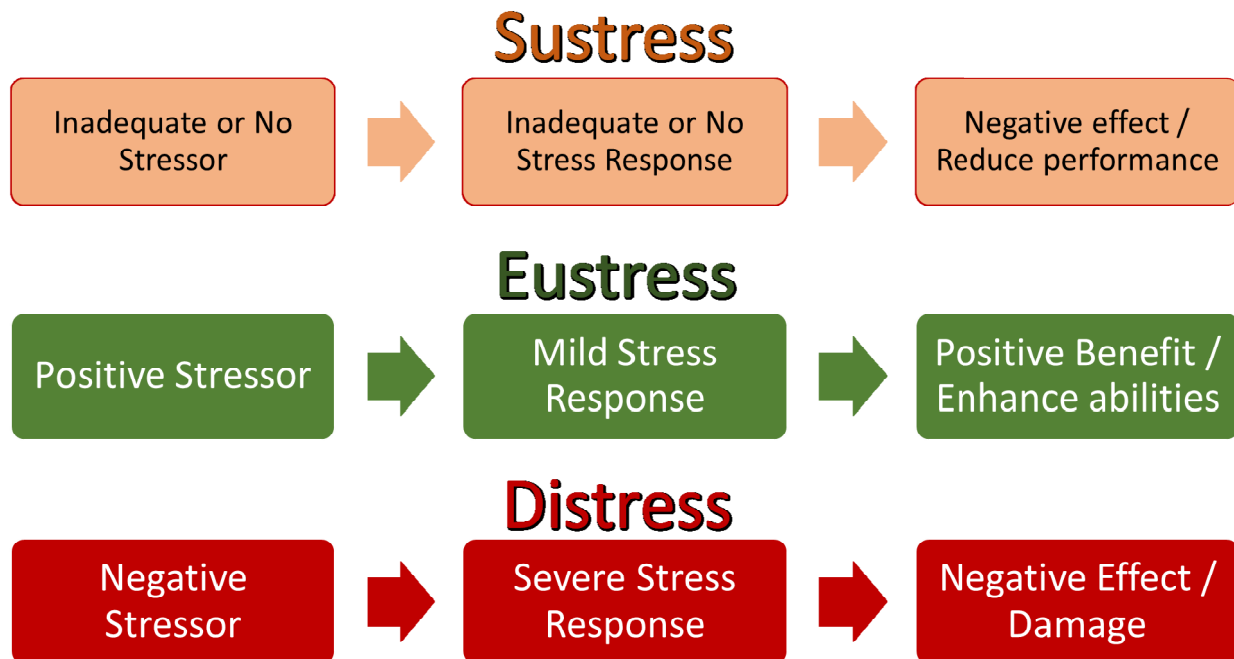 Sustress
Inadequate or No
Stressor
Inadequate or No
Stress Response
Negative effect /
Reduce performance
Eustress
Positive Stressor
Mild Stress
Response
Positive Benefit /
Enhance abilities
Distress
Negative
Stressor
Severe Stress
Response
Negative Effect /
Damage